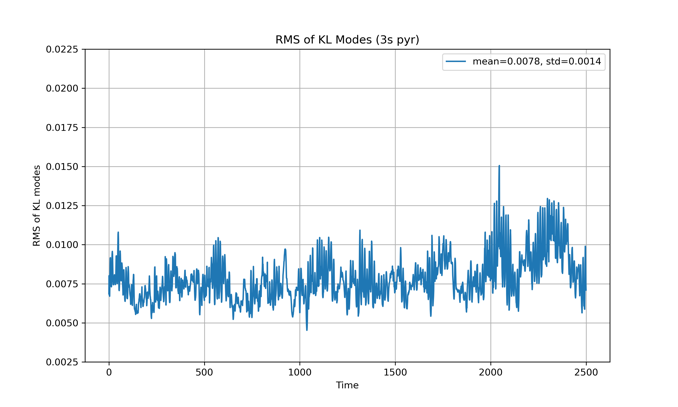 RMS of KL Modes (3s pyr)
mean=0.0078, std=0.0014
RMS of KL modes
0.0225
0.0200
0.0175
0.0150
0.0125
0.0100
0.0075
0.0050
0.0025
0 500 1000 1500 2000 2500
Time